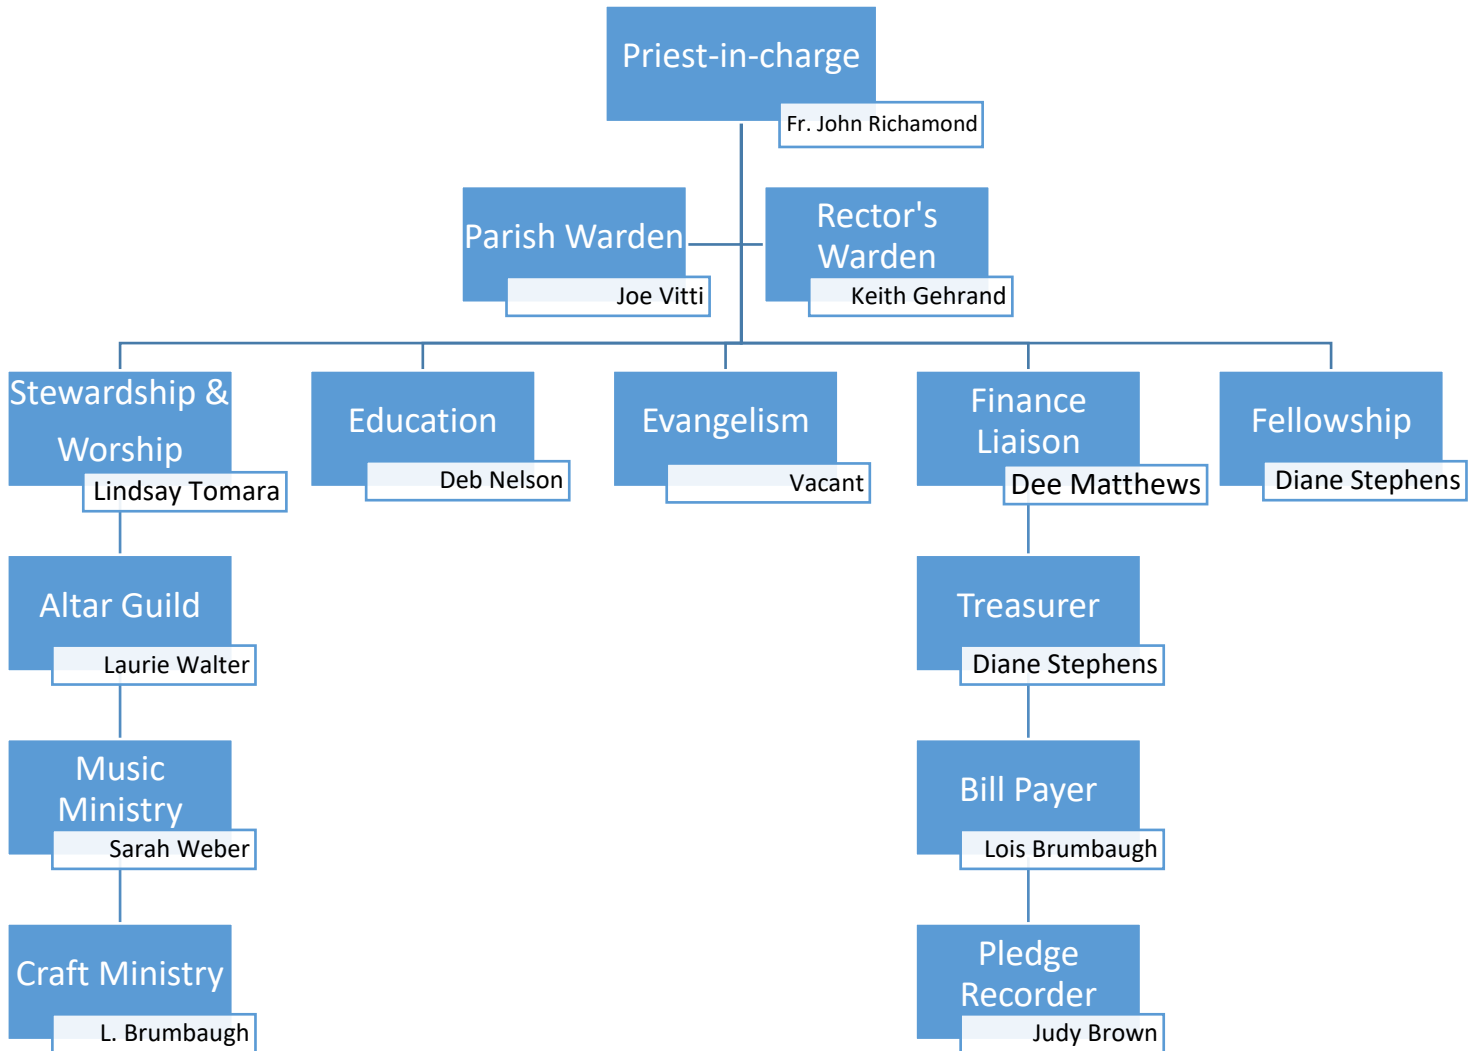 Priest-in-charge
Fr. John Richamond
Parish Warden
Joe Vitti
Rector's
Warden
Keith Gehrand
Stewardship &
Worship
Lindsay Tomara
Education
Deb Nelson
Evangelism
Vacant
Finance
Liaison
Dee Matthews
Fellowship
Diane Stephens
Altar Guild
Laurie Walter
Treasurer
Diane Stephens
Music
Ministry
Sarah Weber
Bill Payer
Lois Brumbaugh
Craft Ministry
L. Brumbaugh
Pledge
Recorder
Judy Brown